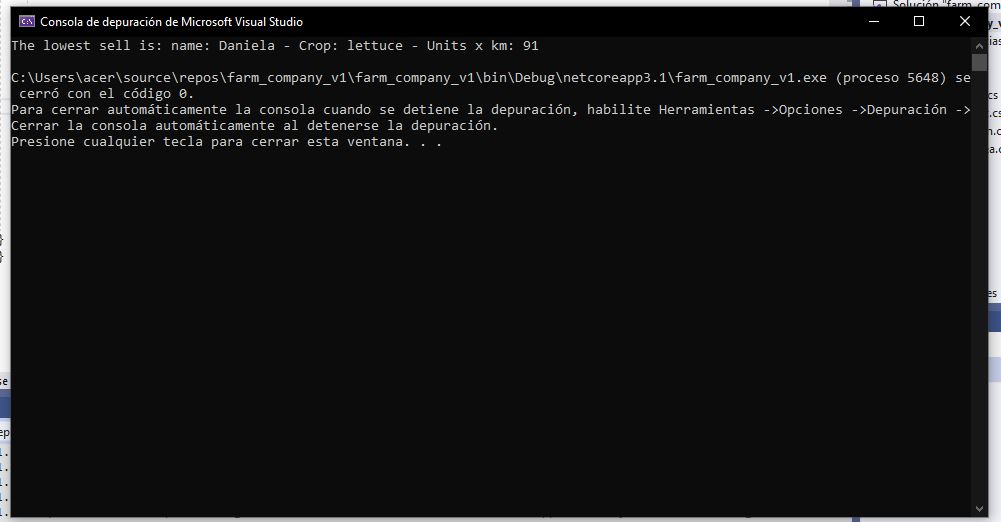 Solución "farm_com
Consola de depuración de Microsoft Visual Studio
The lowest sell is: name: Daniela - Crop: lettuce - Units x km: 91
C:\Users\acer\source\repos\farm_company_v1\farm_company_v1\bin\Debug\netcoreapp3.1\farm_company_v1.exe (proceso 5648) se
cerró con el código 0.
Para cerrar automáticamente la consola cuando se detiene la depuración, habilite Herramientas ->Opciones ->Depuración ->
Cerrar la consola automáticamente al detenerse la depuración.
Presione cualquier tecla para cerrar esta ventana. . .